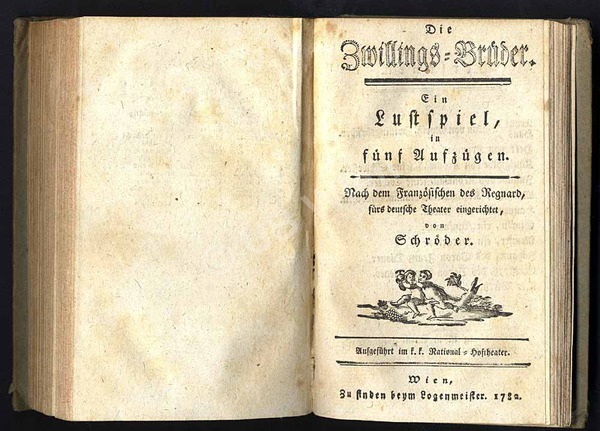 Die
Zwillings-Brüder.
Ein
Lustspiel,
in
fünf Aufzügen.
Nach dem Französischen des Regnard,
fürs deutsche Theater eingerichtet,
von
Schröder.
Aufgeführt im k. k. National-Hoftheater.
Wien,
Zu finden beym Logenmeister. 1782.